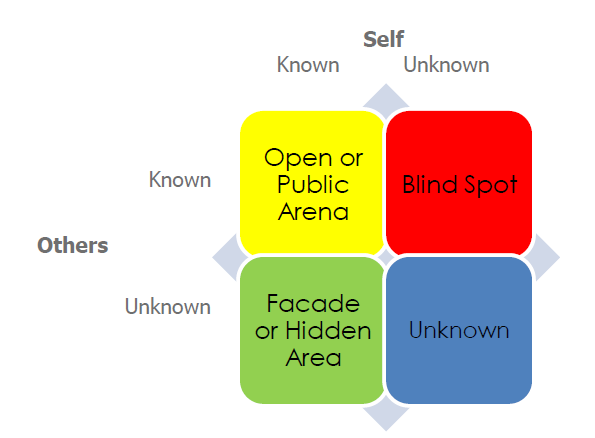 Self
Known Unknown
Known
Open or
Public
Arena
Blind Spot
Others
Unknown
Facade
or Hidden
Area
Unknown